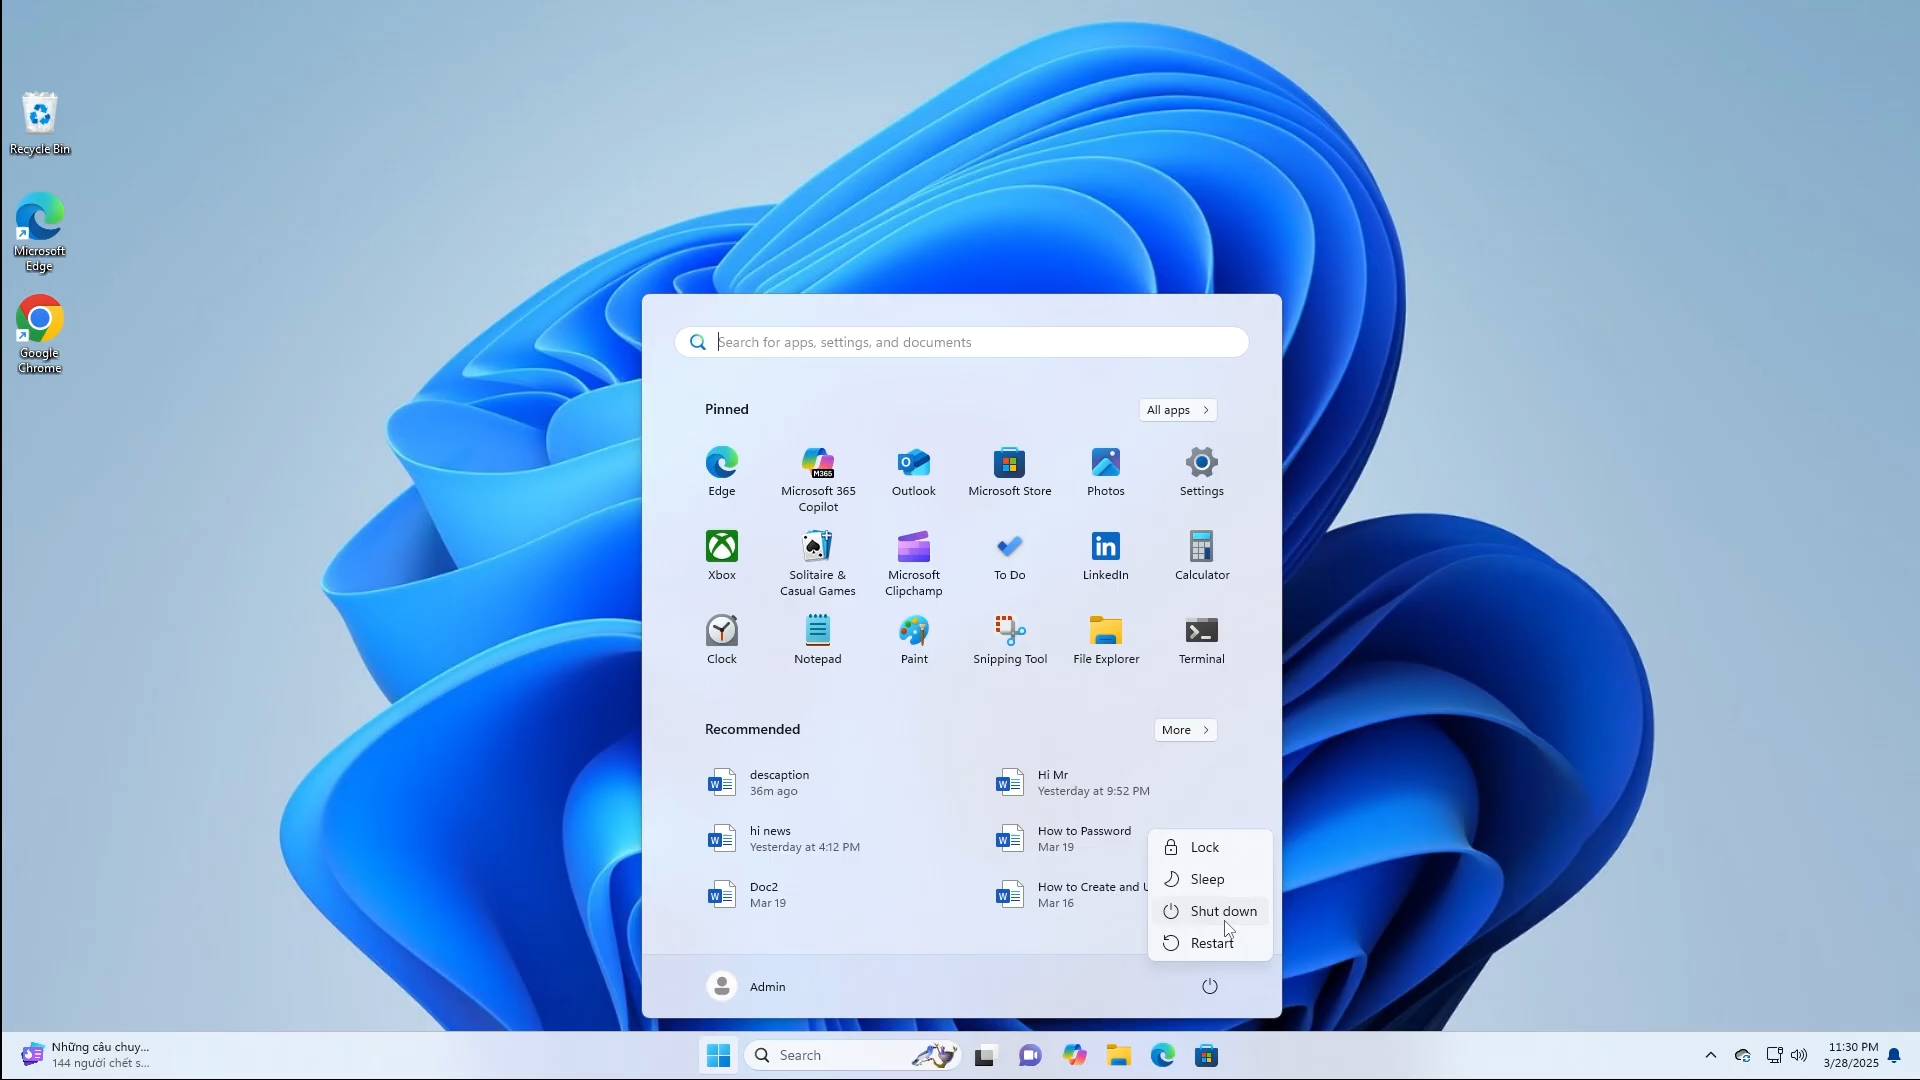 Recycle Bin
Microsoft
Edge
Google
Chrome
Search for apps, settings, and documents
Pinned
All apps
Edge
Microsoft 365
Copilot
M365
Outlook
Microsoft Store
Photos
Settings
Xbox
Solitaire &
Casual Games
Microsoft
Clipchamp
To Do
LinkedIn
Calculator
Clock
Notepad
Paint
Snipping Tool
File Explorer
Terminal
Recommended
More
descaption
36m ago
Hi Mr
Yesterday at 9:52 PM
hi news
Yesterday at 4:12 PM
How to Password
Mar 19
Doc2
Mar 19
How to Create and U
Mar 16
Lock
Sleep
Shut down
Restart
Admin
Những câu chuy...
144 người chết s...
Search
11:30 PM
3/28/2025